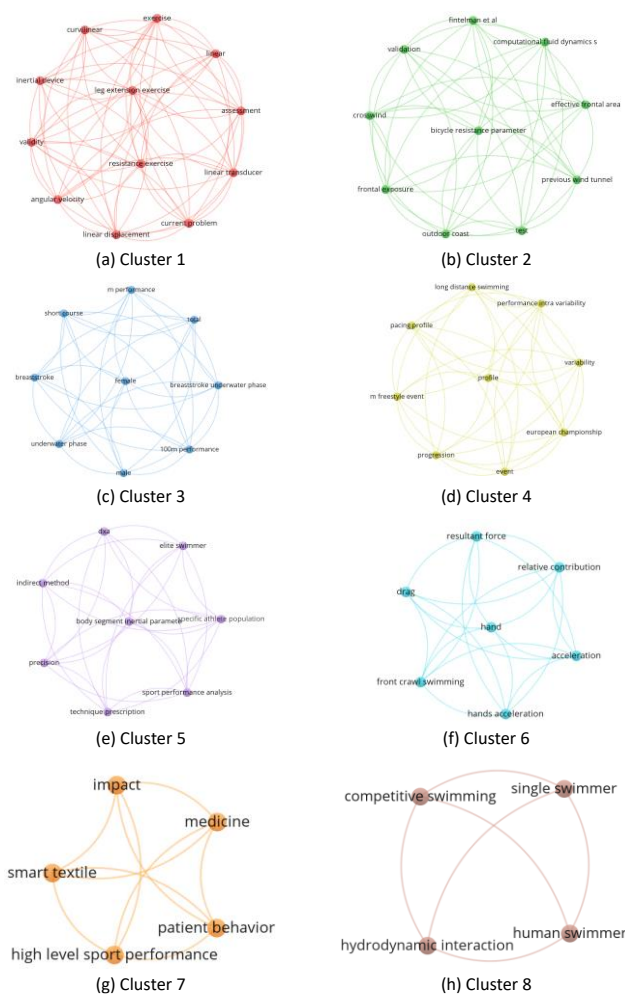 exercise
curvilinear
linear
inertial device
leg extension exercise
assessment
validity
resistance exercise
linear transducer
angular velocity
current problem
linear displacement
(a) Cluster 1
fintelman et al
computational fluid dynamics s
validation
effective frontal area
crosswind
bicycle resistance parameter
previous wind tunnel
frontal exposure
outdoor coast
test
(b) Cluster 2
m performance
short course
total
breaststroke
female
breaststroke underwater phase
underwater phase
100m performance
male
(c) Cluster 3
long distance swimming
performance intra variability
pacing profile
variability
profile
m freestyle event
european championship
progression
event
(d) Cluster 4
dxa
elite swimmer
indirect method
body segment inertial paramete
specific athlete population
precision
sport performance analysis
technique prescription
(e) Cluster 5
resultant force
relative contribution
drag
hand
acceleration
front crawl swimming
hands acceleration
(f) Cluster 6
impact
medicine
smart textile
patient behavior
high level sport performance
(g) Cluster 7
single swimmer
competitive swimming
human swimmer
hydrodynamic interaction
(h) Cluster 8